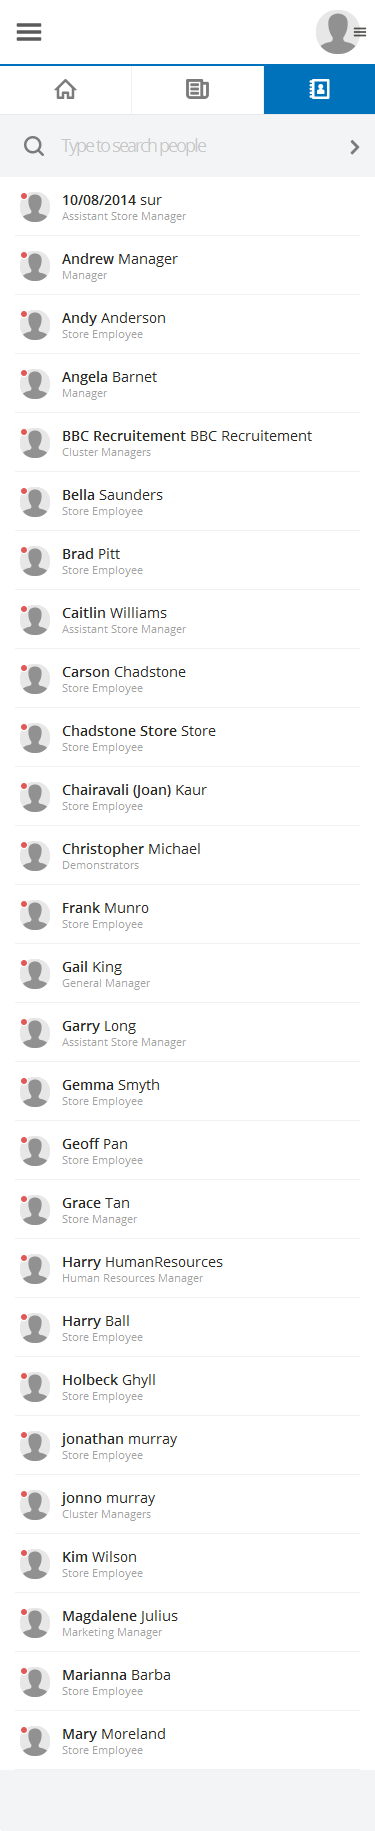 Type to search people
10/08/2014 sur
Assistant Store Manager
Andrew Manager
Manager
Andy Anderson
Store Employee
Angela Barnet
Manager
BBC Recruitement BBC Recruitement
Cluster Managers
Bella Saunders
Store Employee
Brad Pitt
Store Employee
Caitlin Williams
Assistant Store Manager
Carson Chadstone
Store Employee
Chadstone Store Store
Store Employee
Chairavali (Joan) Kaur
Store Employee
Christopher Michael
Demonstrators
Frank Munro
Store Employee
Gail King
General Manager
Garry Long
Assistant Store Manager
Gemma Smyth
Store Employee
Geoff Pan
Store Employee
Grace Tan
Store Manager
Harry HumanResources
Human Resources Manager
Harry Ball
Store Employee
Holbeck Ghyll
Store Employee
jonathan murray
Store Employee
jonno murray
Cluster Managers
Kim Wilson
Store Employee
Magdalene Julius
Marketing Manager
Marianna Barba
Store Employee
Mary Moreland
Store Employee